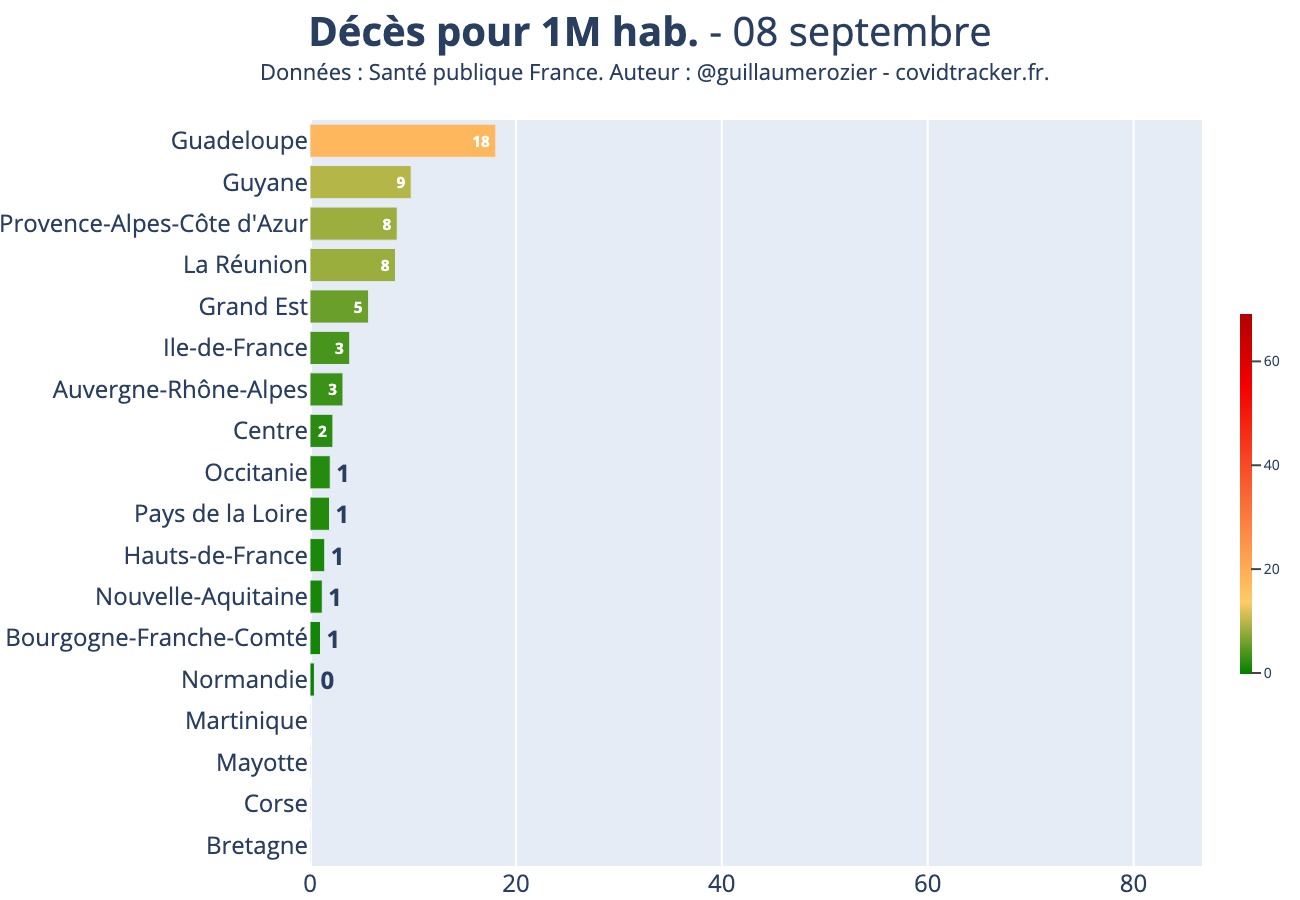 Décès pour 1M hab. - 08 septembre
Données : Santé publique France. Auteur : @guillaumerozier - covidtracker.fr.
Guadeloupe 18
Guyane 9
Provence-Alpes-Côte d'Azur 8
La Réunion 8
Grand Est 5
Ile-de-France 3
Auvergne-Rhône-Alpes 3
Centre 2
Occitanie 1
Pays de la Loire 1
Hauts-de-France 1
Nouvelle-Aquitaine 1
Bourgogne-Franche-Comté 1
Normandie 0
Martinique
Mayotte
Corse
Bretagne
0 20 40 60 80
60
40
20
0